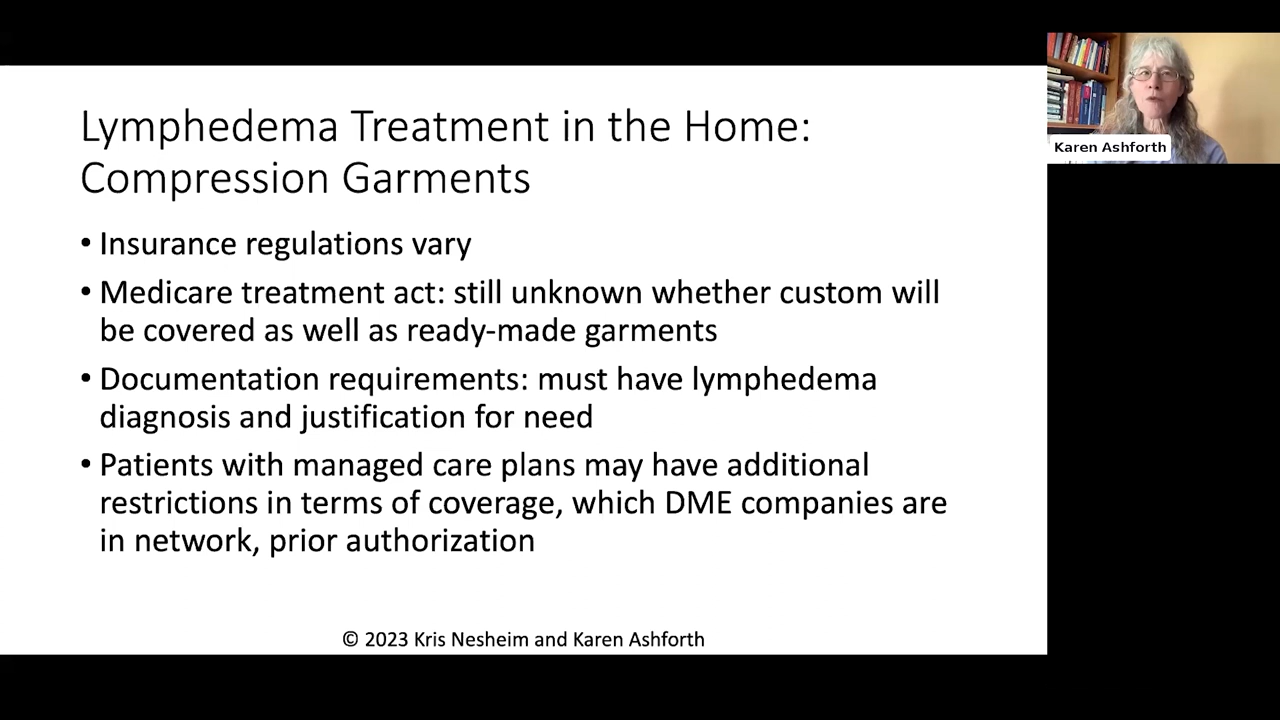 Lymphedema Treatment in the Home:
Compression Garments
• Insurance regulations vary
• Medicare treatment act: still unknown whether custom will
be covered as well as ready-made garments
• Documentation requirements: must have lymphedema
diagnosis and justification for need
• Patients with managed care plans may have additional
restrictions in terms of coverage, which DME companies are
in network, prior authorization
© 2023 Kris Nesheim and Karen Ashforth
Karen Ashforth